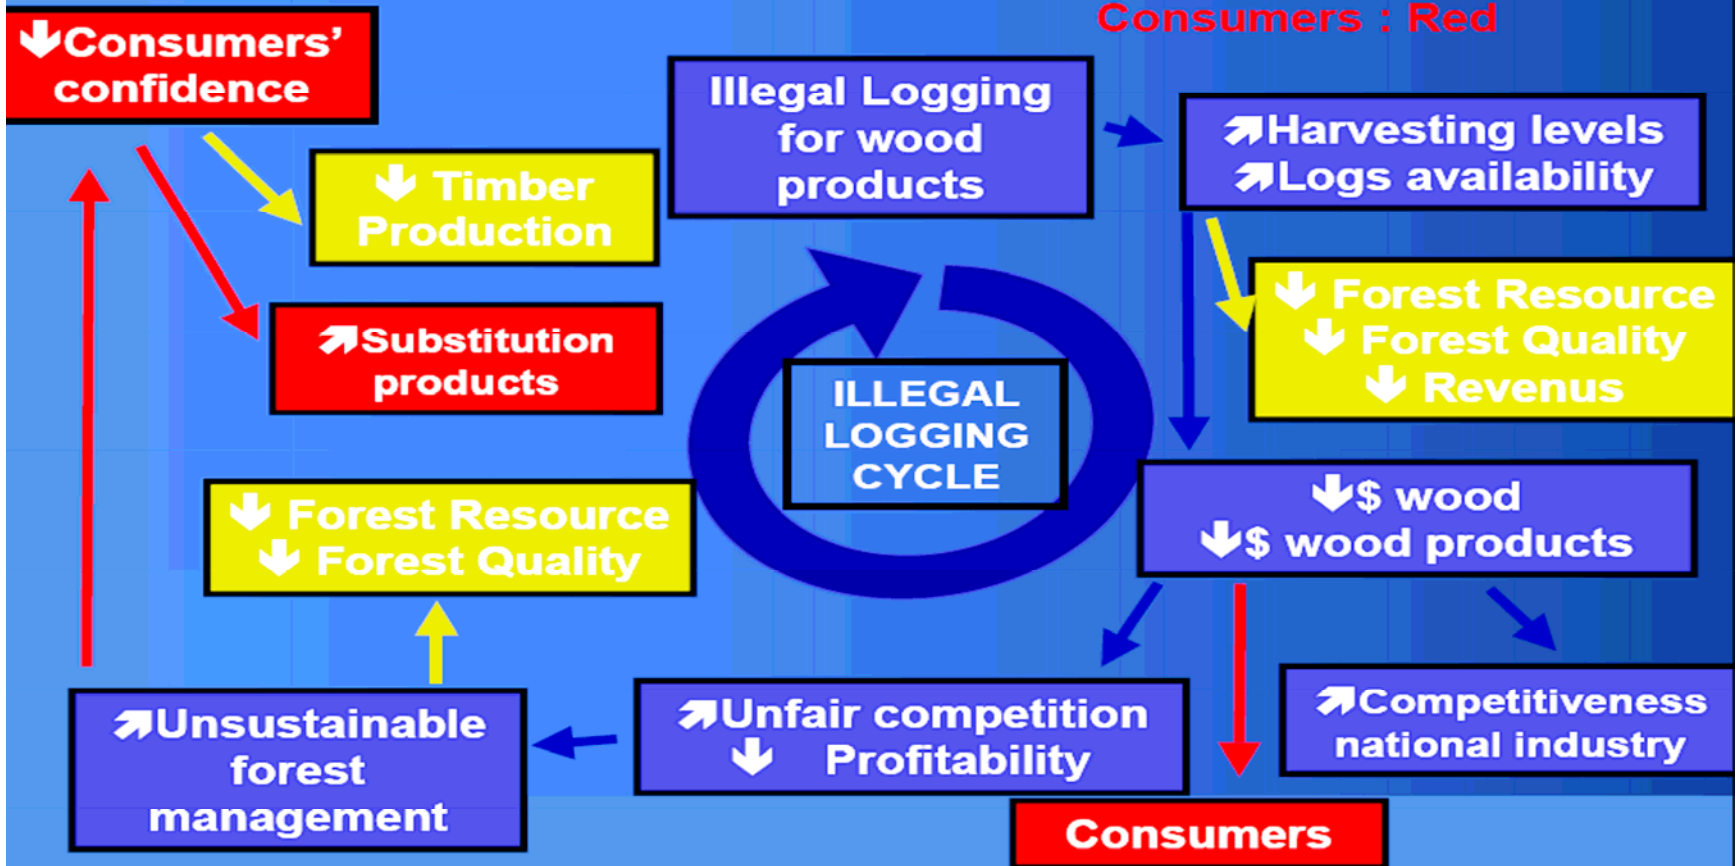 Consumers : Red
↓Consumers’
confidence
Illegal Logging
for wood
products
↗Harvesting levels
↗Logs availability
↓ Timber
Production
↓ Forest Resource
↓ Forest Quality
↓ Revenus
↗Substitution
products
ILLEGAL
LOGGING
CYCLE
↓ Forest Resource
↓ Forest Quality
↓$ wood
↓$ wood products
↗Unsustainable
forest
management
↗Unfair competition
↓ Profitability
↗Competitiveness
national industry
Consumers